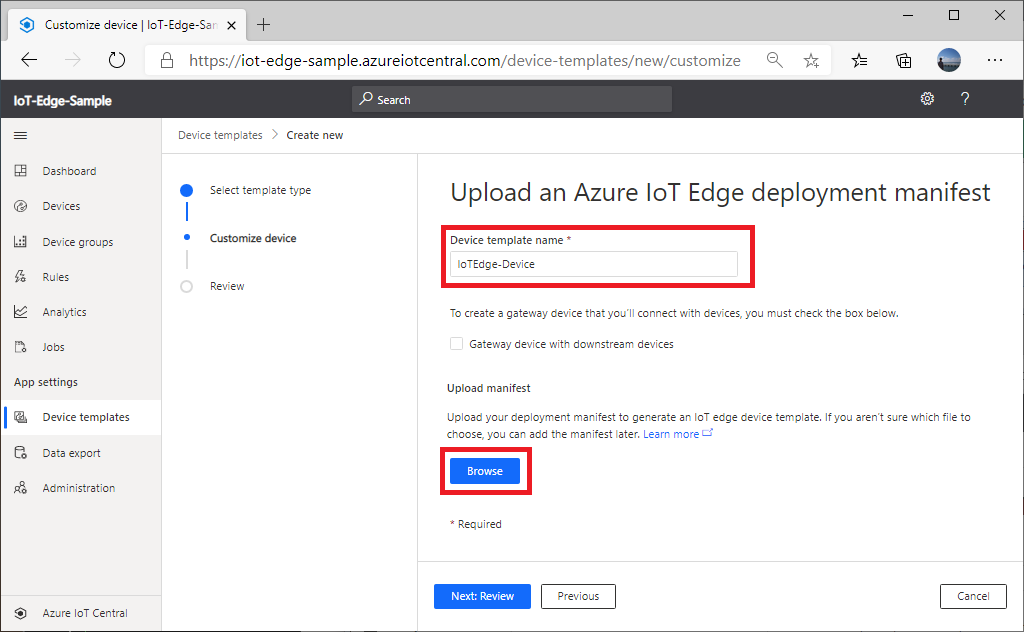 Customize device | IoT-Edge-San
https://iot-edge-sample.azureiotcentral.com/device-templates/new/customize
IoT-Edge-Sample
Search
?
Device templates > Create new
Dashboard
Devices
Device groups
Rules
Analytics
Jobs
App settings
Device templates
Data export
Administration
Azure IoT Central
Select template type
Customize device
Review
Upload an Azure IoT Edge deployment manifest
Device template name *
IoTEdge-Device
To create a gateway device that you'll connect with devices, you must check the box below.
Gateway device with downstream devices
Upload manifest
Upload your deployment manifest to generate an IoT edge device template. If you aren't sure which file to
choose, you can add the manifest later. Learn more
Browse
* Required
Next: Review
Previous
Cancel